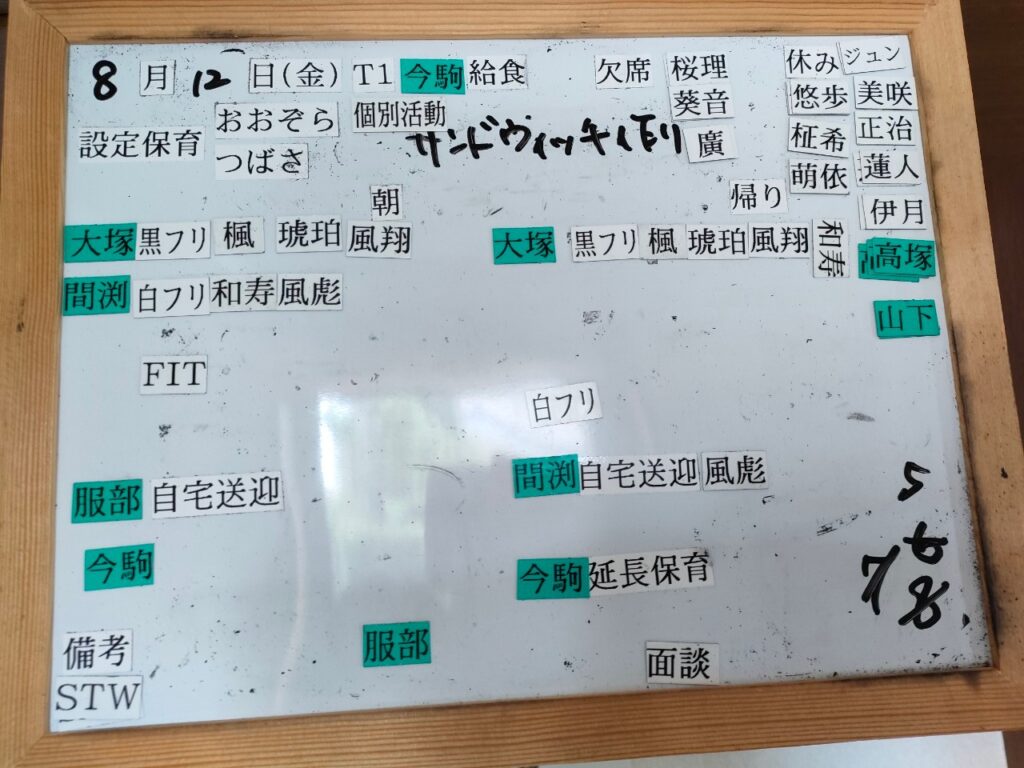 8 月 12 日(金) T1 今駒 給食 欠席 桜理 休み ジュン
葵音 悠歩 美咲
設定保育 おおぞら 個別活動 サンドウィッチ作り 廣 柾希 正治
つばさ 萌依 蓮人
朝 帰り 伊月
大塚 黒フリ 楓 琥珀 風翔 大塚 黒フリ 楓 琥珀 風翔 和寿 高塚
間渕 白フリ 和寿 風彪 山下
FIT 白フリ
服部 自宅送迎 間渕 自宅送迎 風彪 5
今駒 今駒 延長保育 7 8
備考 服部 面談
STW